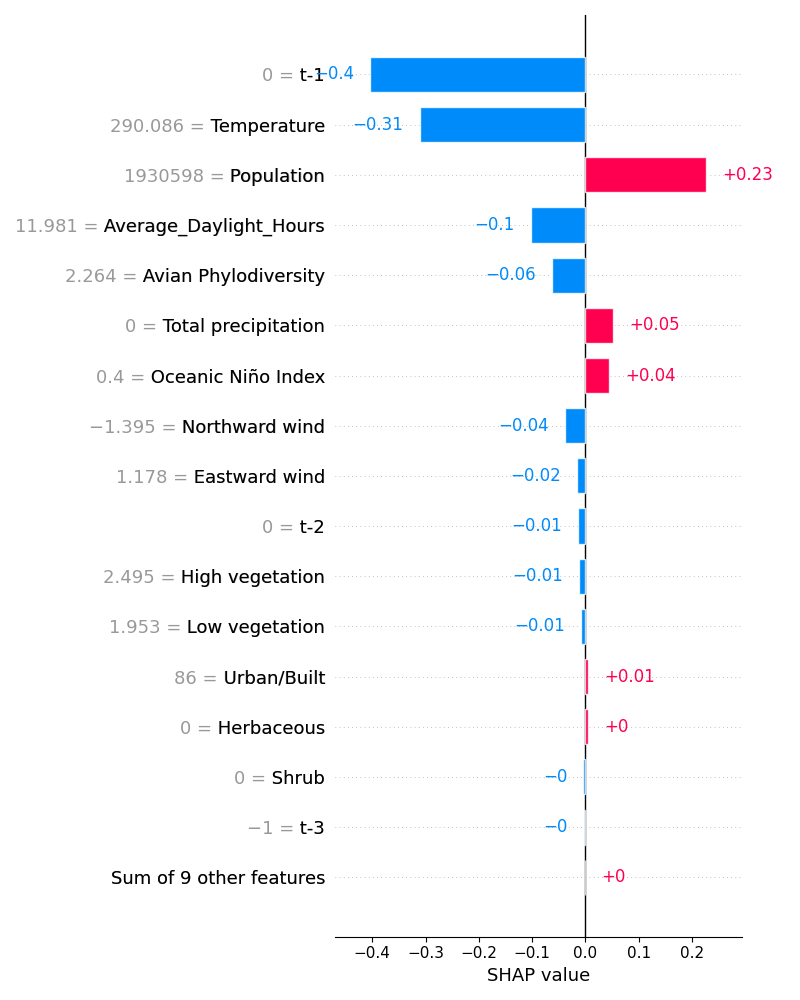 0 = t-1 −0.4
290.086 = Temperature −0.31
1930598 = Population +0.23
11.981 = Average_Daylight_Hours −0.1
2.264 = Avian Phylodiversity −0.06
0 = Total precipitation +0.05
0.4 = Oceanic Niño Index +0.04
−1.395 = Northward wind −0.04
1.178 = Eastward wind −0.02
0 = t-2 −0.01
2.495 = High vegetation −0.01
1.953 = Low vegetation −0.01
86 = Urban/Built +0.01
0 = Herbaceous +0
0 = Shrub −0
−1 = t-3 −0
Sum of 9 other features +0
−0.4 −0.3 −0.2 −0.1 0.0 0.1 0.2
SHAP value